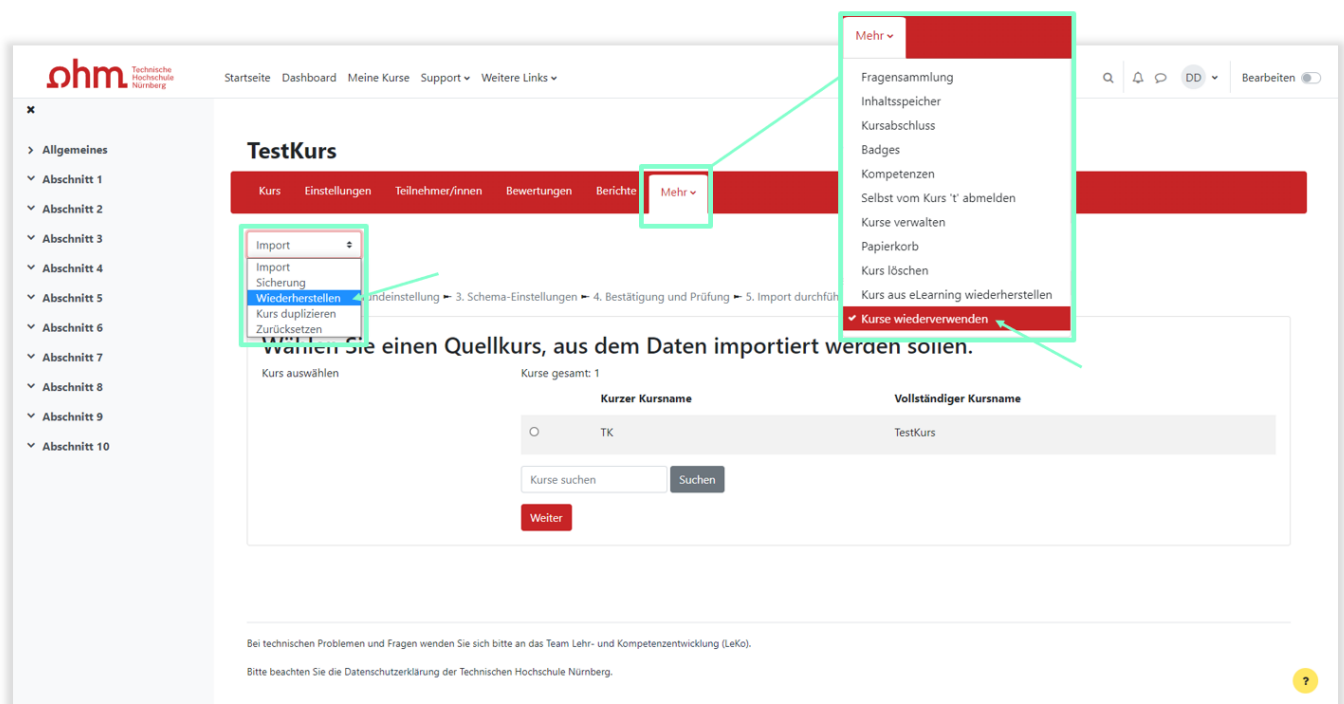 Mehr
Fragensammlung
Inhaltsspeicher
Kursabschluss
Badges
Kompetenzen
Selbst vom Kurs 't' abmelden
Kurse verwalten
Papierkorb
Kurs löschen
Kurs aus eLearning wiederherstellen
Kurse wiederverwenden
ohm Technische
Hochschule
Nürnberg
Startseite Dashboard Meine Kurse Support Weitere Links
DD Bearbeiten
Allgemeines
Abschnitt 1
Abschnitt 2
Abschnitt 3
Abschnitt 4
Abschnitt 5
Abschnitt 6
Abschnitt 7
Abschnitt 8
Abschnitt 9
Abschnitt 10
TestKurs
Kurs Einstellungen Teilnehmer/innen Bewertungen Berichte Mehr
Import
Import
Sicherung
Wiederherstellen
Kurs duplizieren
Zurücksetzen
3. Schema-Einstellungen ► 4. Bestätigung und Prüfung ► 5. Import
Wählen Sie einen Quellkurs, aus dem Daten importiert werden sollen.
Kurs auswählen
Kurse gesamt: 1
Kurzer Kursname Vollständiger Kursname
TK TestKurs
Kurse suchen Suchen
Weiter
Bei technischen Problemen und Fragen wenden Sie sich bitte an das Team Lehr- und Kompetenzentwicklung (LeKo).
Bitte beachten Sie die Datenschutzerklärung der Technischen Hochschule Nürnberg.
?